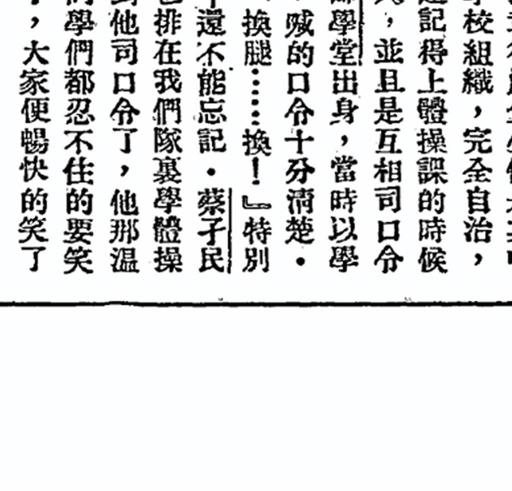 學校組織，完全自治，
記得上體操課的時候
，並且是互相司口令
學堂出身，當時以學
喊的口令十分清楚．
換腿……換！』特別
還不能忘記．蔡孑民
排在我們隊裏學體操
他司口令了，他那溫
學們都忍不住的要笑
，大家便暢快的笑了